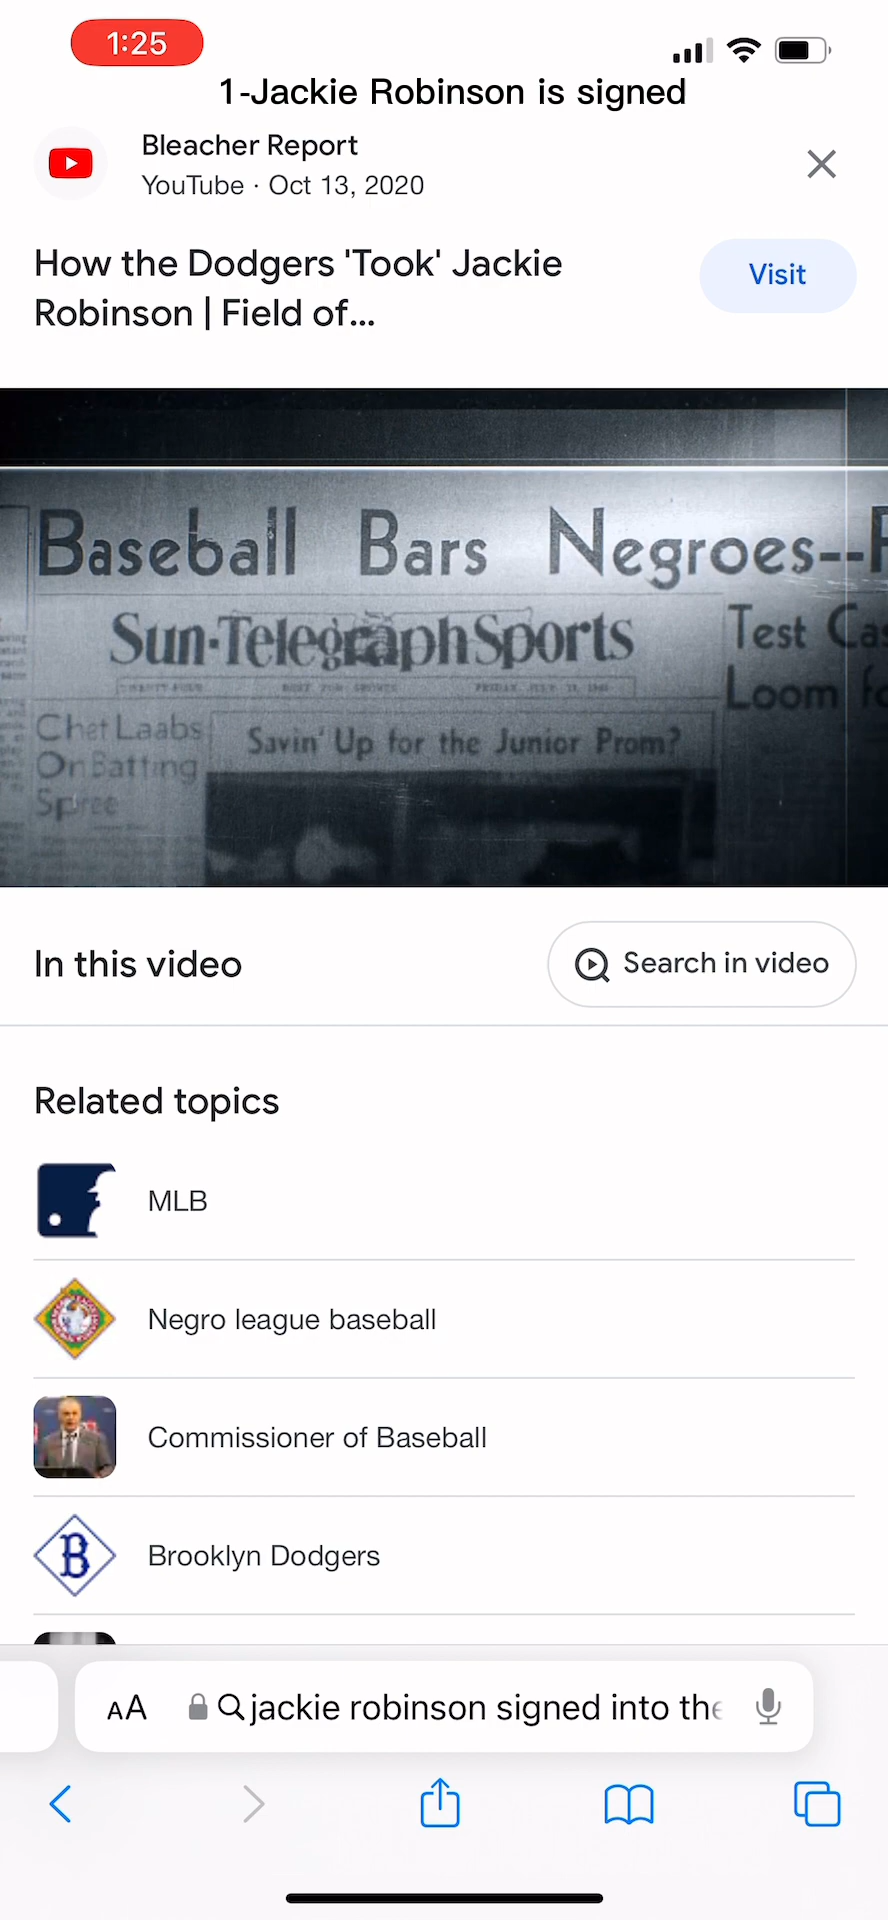 1:25
1-Jackie Robinson is signed
Bleacher Report
YouTube · Oct 13, 2020
How the Dodgers 'Took' Jackie
Robinson | Field of...
Visit
Baseball Bars Negroes--
Sun-Telegraph Sports
Test Cas
Loom fo
Chet Laabs
On Batting
Spree
Savin' Up for the Junior Prom?
In this video
Search in video
Related topics
MLB
Negro league baseball
Commissioner of Baseball
Brooklyn Dodgers
B
AA
jackie robinson signed into the